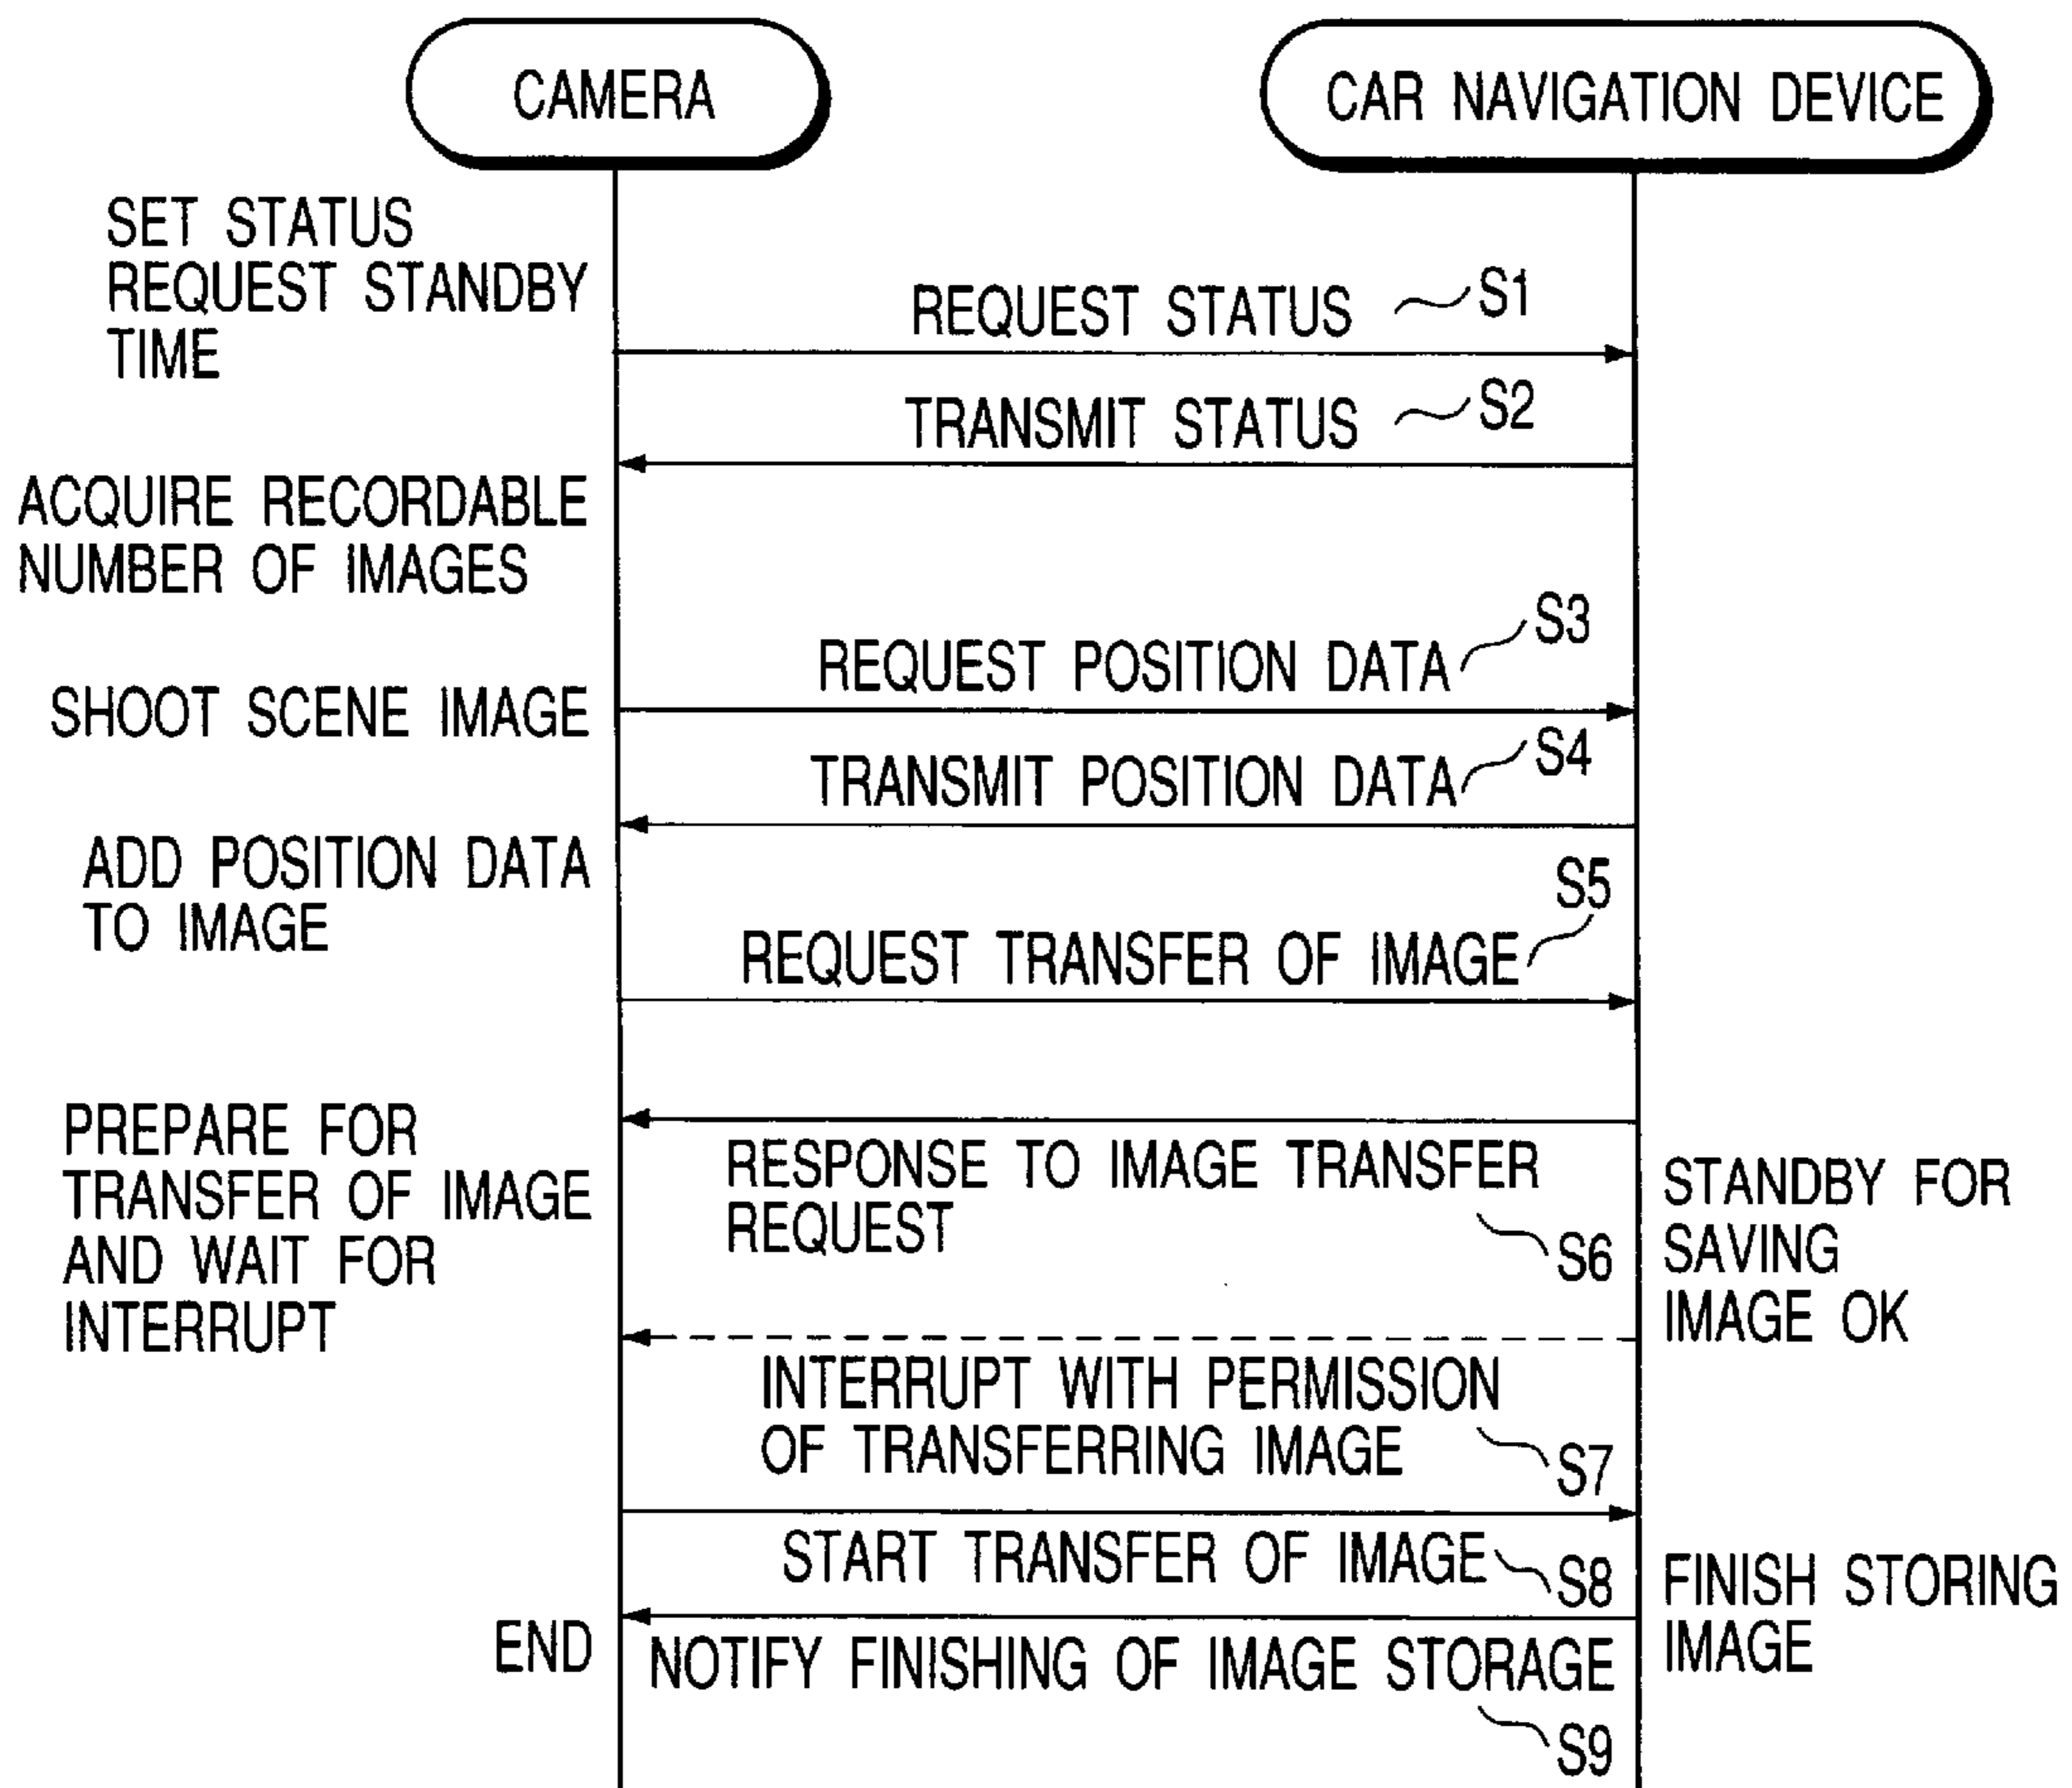 CAMERA
CAR NAVIGATION DEVICE
SET STATUS
REQUEST STANDBY
TIME
REQUEST STATUS S1
TRANSMIT STATUS S2
ACQUIRE RECORDABLE
NUMBER OF IMAGES
S3
REQUEST POSITION DATA
SHOOT SCENE IMAGE
S4
TRANSMIT POSITION DATA
ADD POSITION DATA
TO IMAGE
S5
REQUEST TRANSFER OF IMAGE
PREPARE FOR
TRANSFER OF IMAGE
AND WAIT FOR
INTERRUPT
RESPONSE TO IMAGE TRANSFER
REQUEST
S6
STANDBY FOR
SAVING
IMAGE OK
INTERRUPT WITH PERMISSION
OF TRANSFERRING IMAGE
S7
START TRANSFER OF IMAGE
S8
FINISH STORING
IMAGE
END
NOTIFY FINISHING OF IMAGE STORAGE
S9